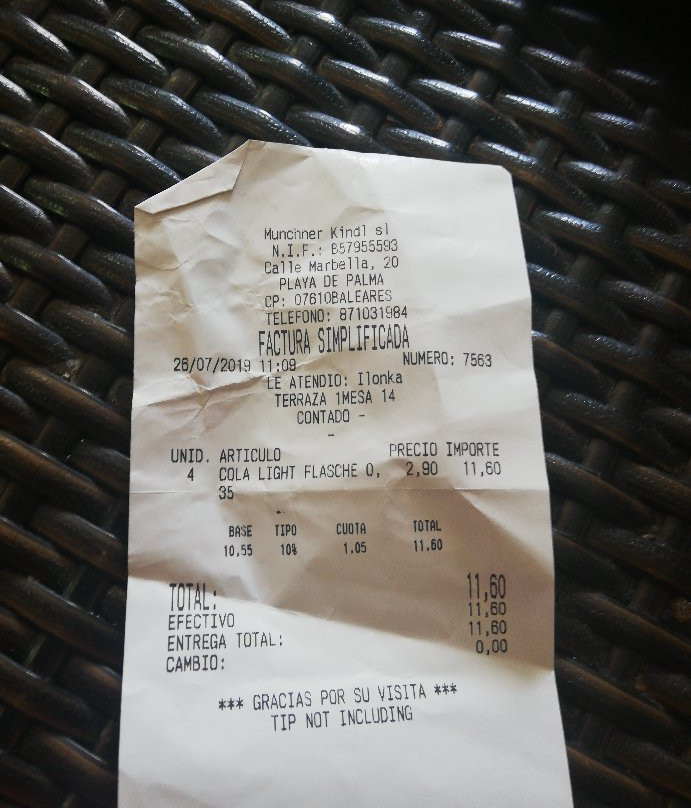 Munchner Kindl sl
N.I.F.: B57955593
Calle Marbella, 20
PLAYA DE PALMA
CP: 07610BALEARES
TELEFONO: 871031984
FACTURA SIMPLIFICADA
26/07/2019 11:09 NUMERO: 7563
LE ATENDIO: Ilonka
TERRAZA 1MESA 14
CONTADO -
-
UNID. ARTICULO PRECIO IMPORTE
4 COLA LIGHT FLASCHE 0, 2,90 11,60
35
BASE TIPO CUOTA TOTAL
10,55 10% 1,05 11,60
TOTAL: 11,60
EFECTIVO 11,60
ENTREGA TOTAL: 11,60
CAMBIO: 0,00
*** GRACIAS POR SU VISITA ***
TIP NOT INCLUDING